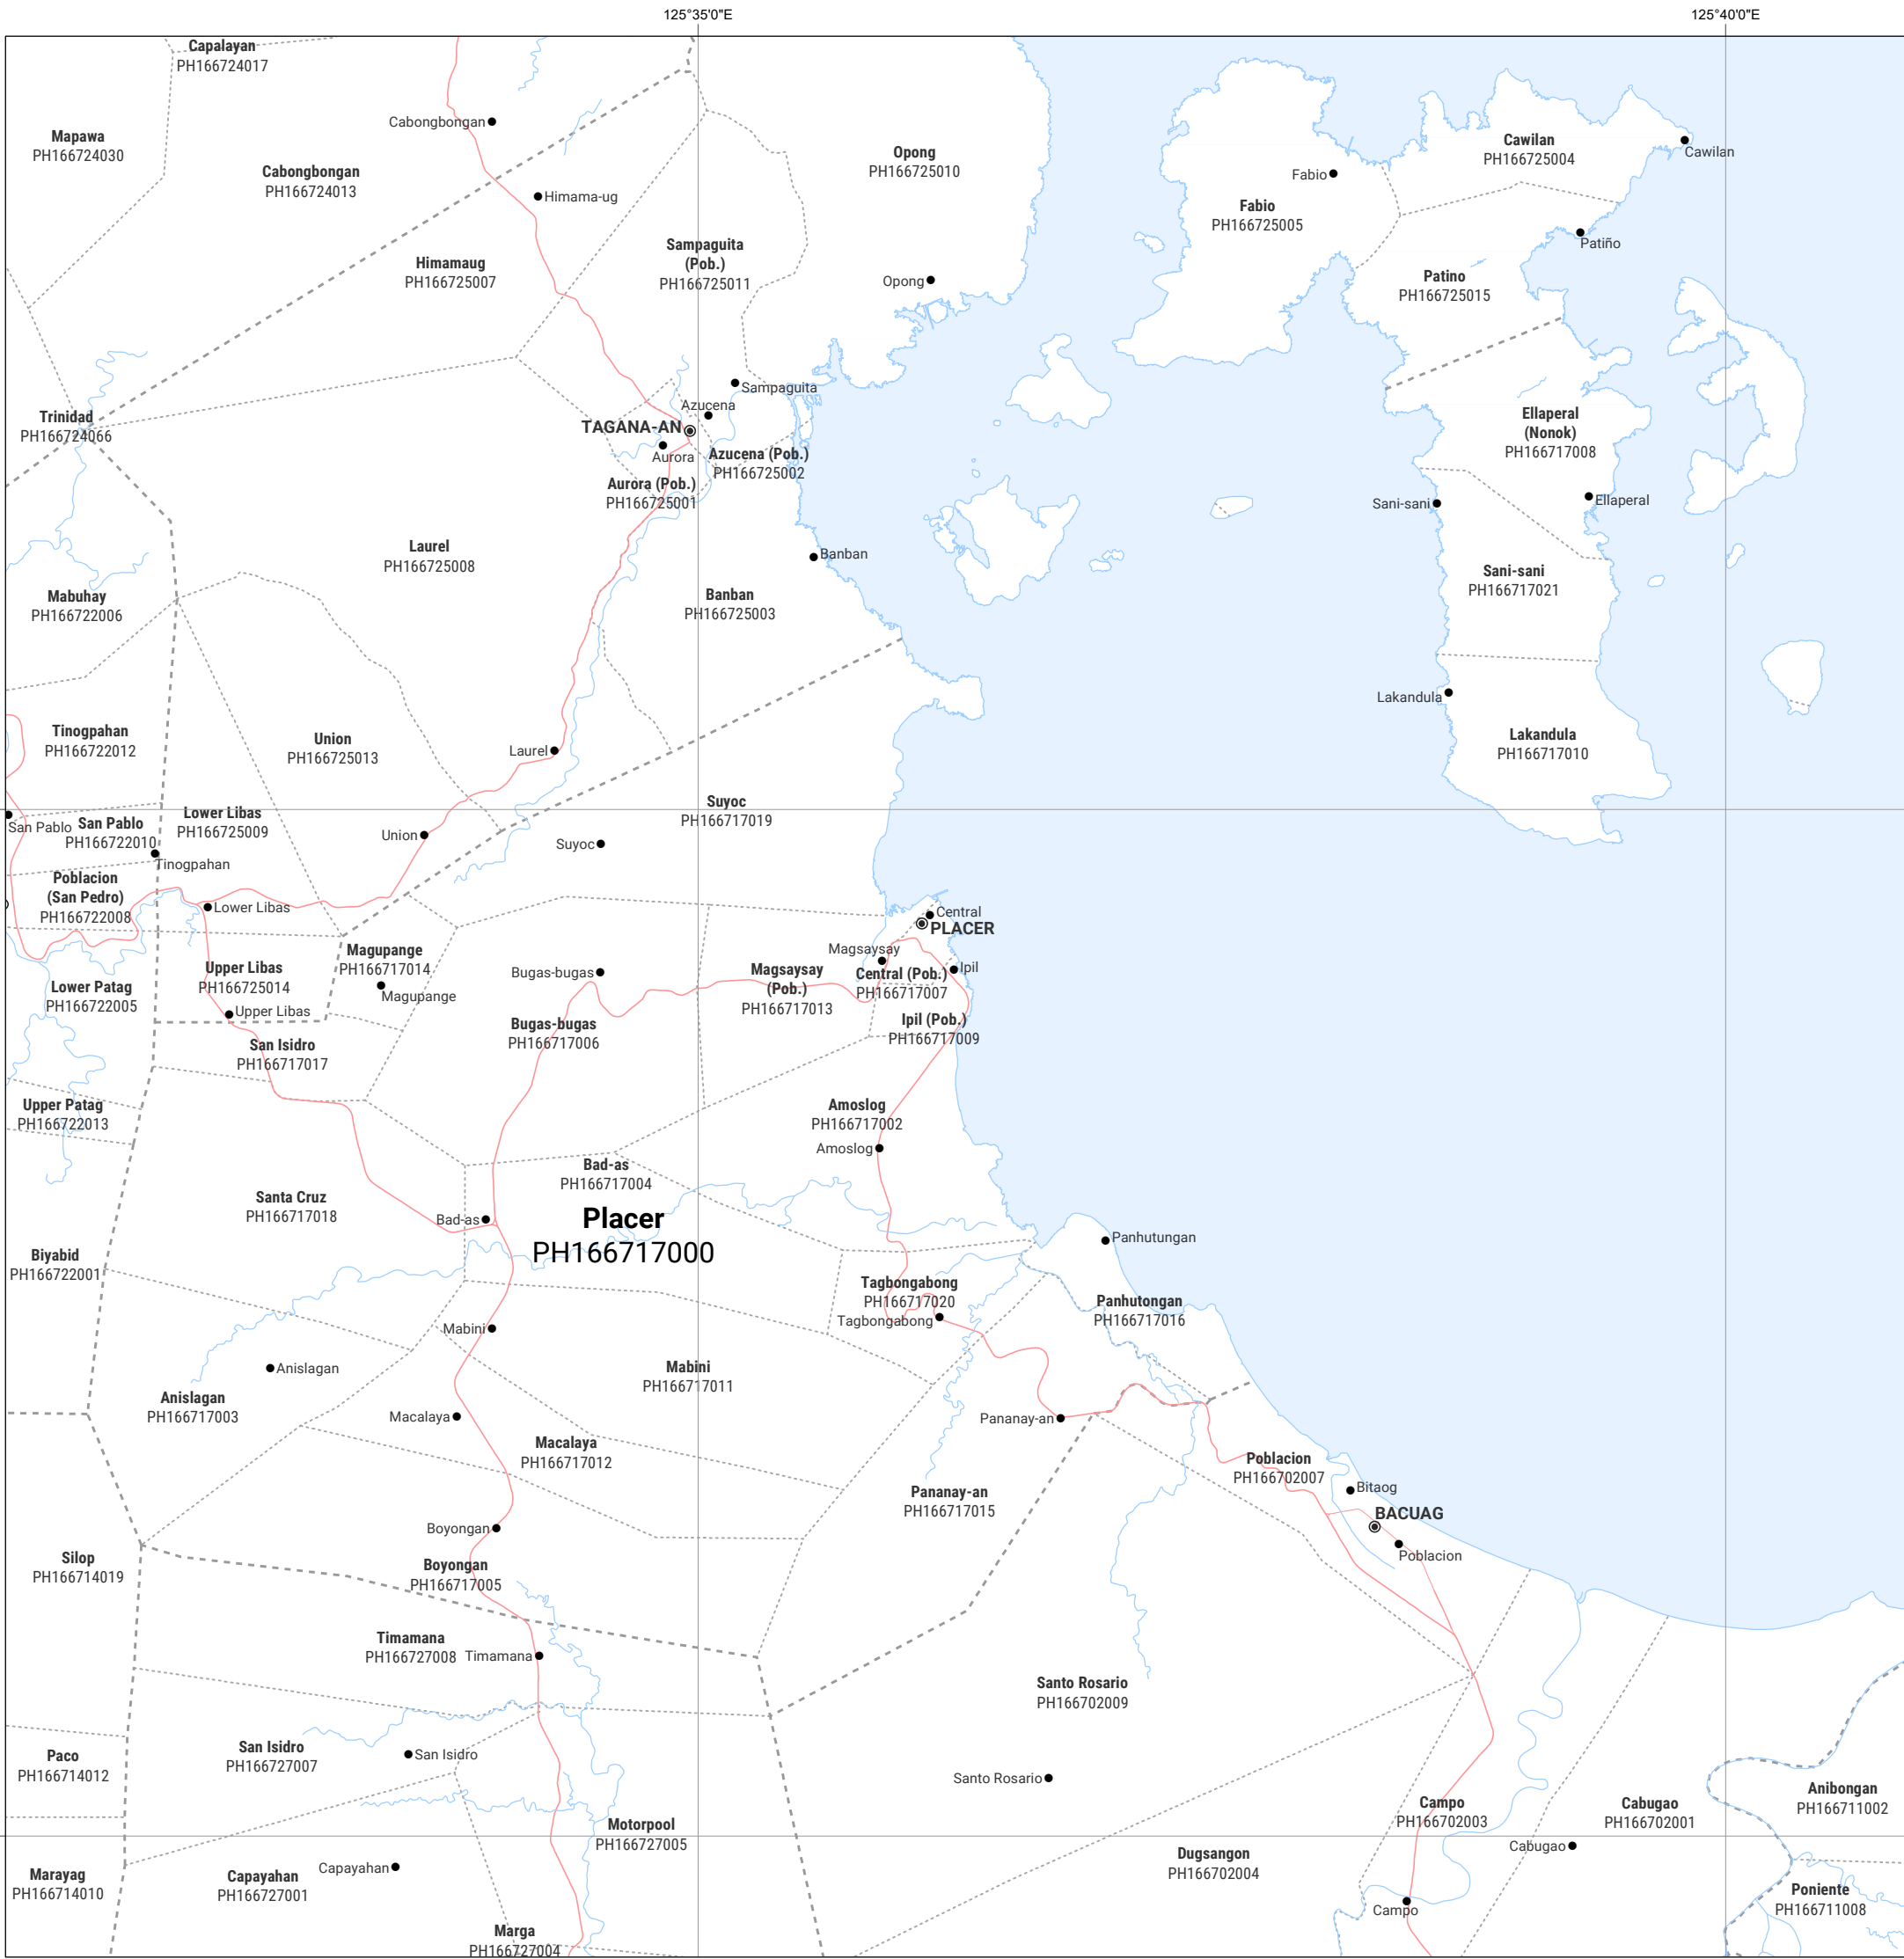 125°35'0"E
125°40'0"E
Capalayan
PH166724017
Cabongbongan
Mapawa
PH166724030
Cabongbongan
PH166724013
Himama-ug
Opong
PH166725010
Cawilan
PH166725004
Cawilan
Fabio
Fabio
PH166725005
Patiño
Himamaug
PH166725007
Sampaguita
(Pob.)
PH166725011
Opong
Patino
PH166725015
Sampaguita
Azucena
Trinidad
PH166724066
TAGANA-AN
Aurora
Azucena (Pob.)
PH166725002
Aurora (Pob.)
PH166725001
Ellaperal
(Nonok)
PH166717008
Sani-sani
Ellaperal
Laurel
PH166725008
Banban
Mabuhay
PH166722006
Banban
PH166725003
Sani-sani
PH166717021
Lakandula
Lakandula
PH166717010
Tinogpahan
PH166722012
Union
PH166725013
Laurel
Suyoc
PH166717019
San Pablo
San Pablo
PH166722010
Lower Libas
PH166725009
Union
Suyoc
Tinogpahan
Poblacion
(San Pedro)
PH166722008
Lower Libas
Central
PLACER
Magupange
PH166717014
Magupange
Bugas-bugas
Magsaysay
Magsaysay
(Pob.)
PH166717013
Central (Pob.)
PH166717007
Ipil
Lower Patag
PH166722005
Upper Libas
PH166725014
Upper Libas
Bugas-bugas
PH166717006
Ipil (Pob.)
PH166717009
San Isidro
PH166717017
Upper Patag
PH166722013
Amoslog
PH166717002
Amoslog
Bad-as
PH166717004
Santa Cruz
PH166717018
Bad-as
Placer
PH166717000
Panhutungan
Biyabid
PH166722001
Tagbongabong
PH166717020
Tagbongabong
Panhutongan
PH166717016
Mabini
Anislagan
Mabini
PH166717011
Anislagan
PH166717003
Macalaya
Pananay-an
Macalaya
PH166717012
Poblacion
PH166702007
Bitaog
Pananay-an
PH166717015
BACUAG
Boyongan
Poblacion
Silop
PH166714019
Boyongan
PH166717005
Timamana
PH166727008
Timamana
Santo Rosario
PH166702009
San Isidro
PH166727007
San Isidro
Paco
PH166714012
Santo Rosario
Anibongan
PH166711002
Campo
PH166702003
Cabugao
PH166702001
Motorpool
PH166727005
Cabugao
Dugsangon
PH166702004
Marayag
PH166714010
Capayahan
PH166727001
Capayahan
Poniente
PH166711008
Campo
Marga
PH166727004